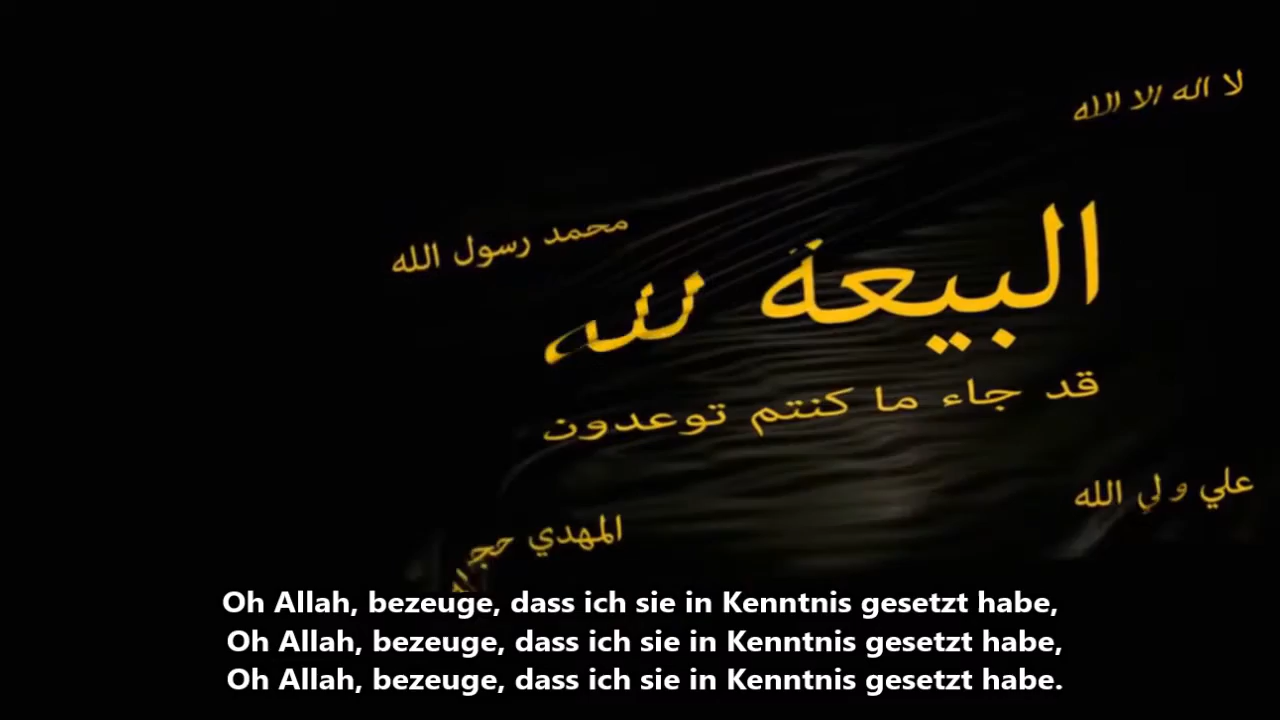 لا اله الا الله
محمد رسول الله
البيعة لله
قد جاء ما كنتم توعدون
علي ولي الله
المهدي
Oh Allah, bezeuge, dass ich sie in Kenntnis gesetzt habe,
Oh Allah, bezeuge, dass ich sie in Kenntnis gesetzt habe,
Oh Allah, bezeuge, dass ich sie in Kenntnis gesetzt habe.